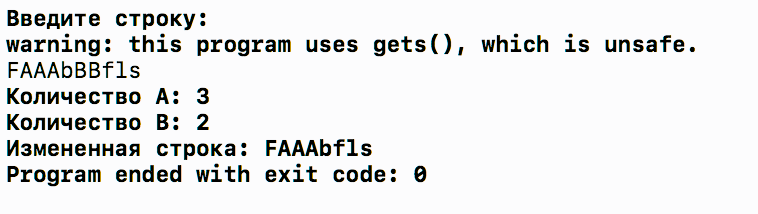 Введите строку:
warning: this program uses gets(), which is unsafe.
FAAAbBBfls
Количество A: 3
Количество B: 2
Измененная строка: FAAAbfls
Program ended with exit code: 0